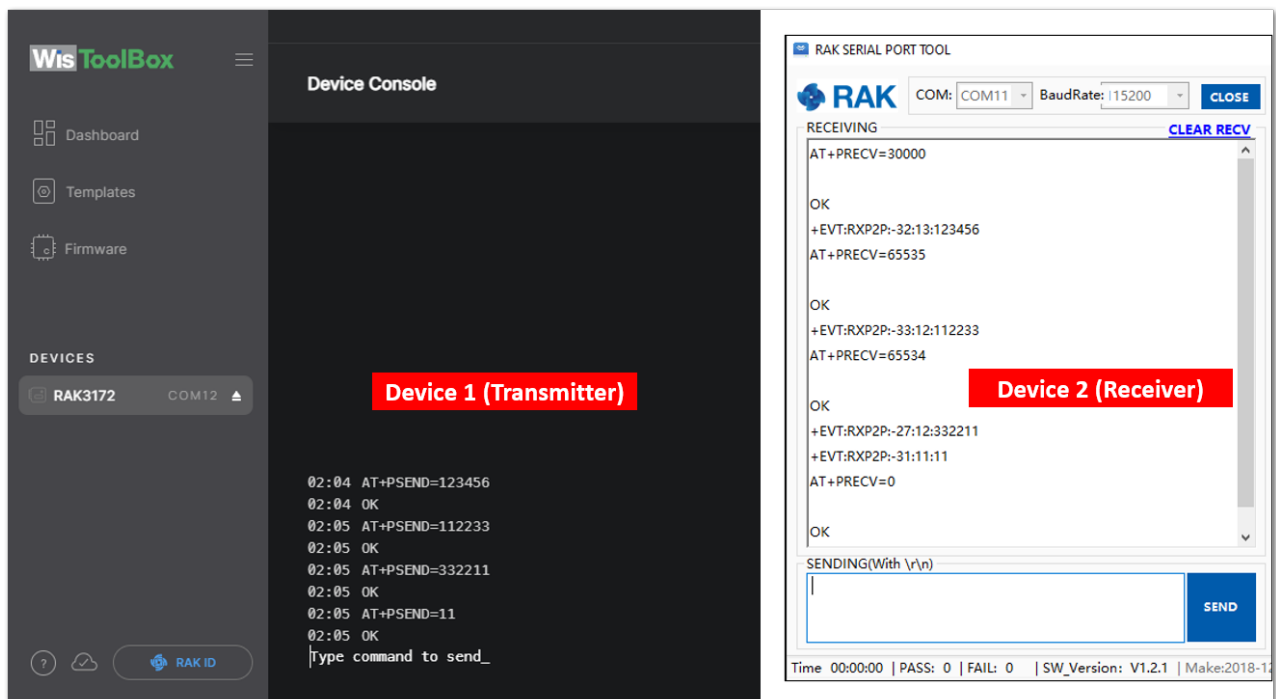 WisToolBox
Dashboard
Templates
Firmware
DEVICES
RAK3172 COM12
?
RAK ID
Device Console
Device 1 (Transmitter)
02:04 AT+PSEND=123456
02:04 OK
02:05 AT+PSEND=112233
02:05 OK
02:05 AT+PSEND=332211
02:05 OK
02:05 AT+PSEND=11
02:05 OK
Type command to send_
RAK SERIAL PORT TOOL
RAK COM: COM11 BaudRate: 115200 CLOSE
RECEIVING CLEAR RECV
AT+PRECV=30000
OK
+EVT:RXP2P:-32:13:123456
AT+PRECV=65535
OK
+EVT:RXP2P:-33:12:112233
AT+PRECV=65534
Device 2 (Receiver)
OK
+EVT:RXP2P:-27:12:332211
+EVT:RXP2P:-31:11:11
AT+PRECV=0
OK
SENDING(With \r\n)
SEND
Time 00:00:00 | PASS: 0 | FAIL: 0 | SW_Version: V1.2.1 | Make:2018-12